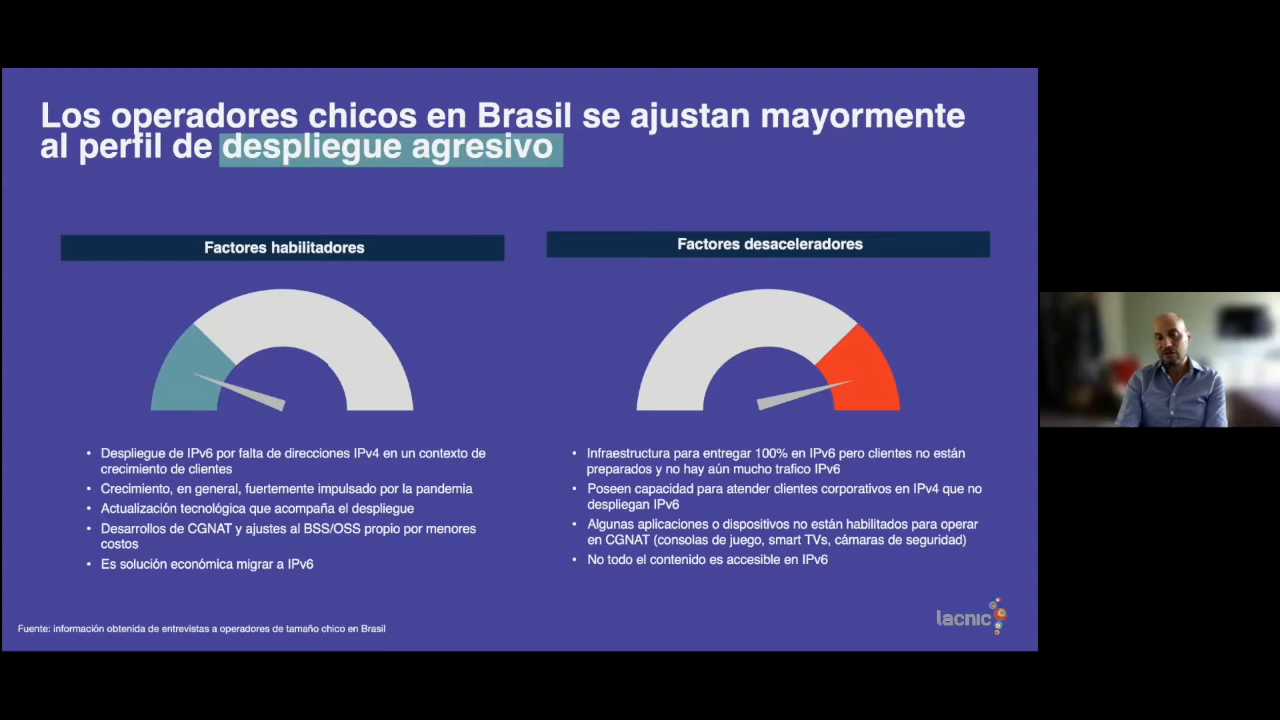 Los operadores chicos en Brasil se ajustan mayormente
al perfil de despliegue agresivo
Factores habilitadores
• Despliegue de IPv6 por falta de direcciones IPv4 en un contexto de
crecimiento de clientes
• Crecimiento, en general, fuertemente impulsado por la pandemia
• Actualización tecnológica que acompaña el despliegue
• Desarrollos de CGNAT y ajustes al BSS/OSS propio por menores
costos
• Es solución económica migrar a IPv6
Factores desaceleradores
• Infraestructura para entregar 100% en IPv6 pero clientes no están
preparados y no hay aún mucho trafico IPv6
• Poseen capacidad para atender clientes corporativos en IPv4 que no
despliegan IPv6
• Algunas aplicaciones o dispositivos no están habilitados para operar
en CGNAT (consolas de juego, smart TVs, cámaras de seguridad)
• No todo el contenido es accesible en IPv6
Fuente: información obtenida de entrevistas a operadores de tamaño chico en Brasil
lacnic